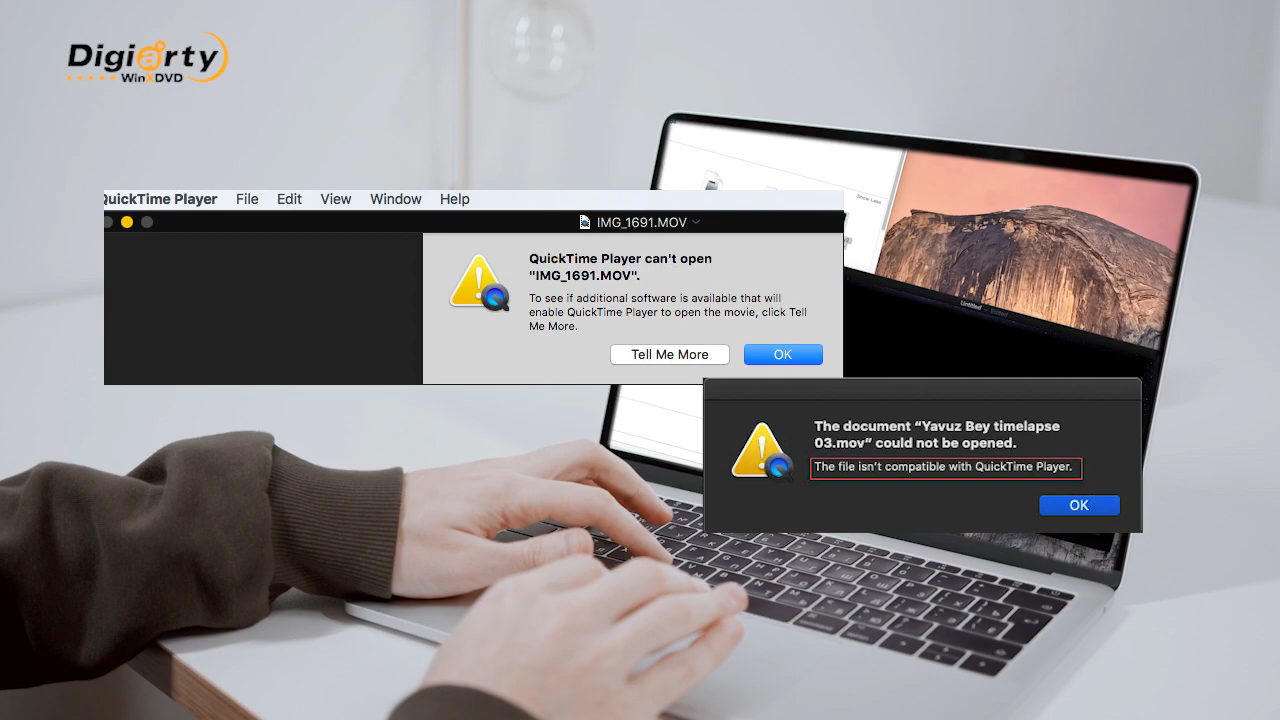 Digiarty
WinXDVD
QuickTime Player File Edit View Window Help
IMG_1691.MOV
QuickTime Player can't open
"IMG_1691.MOV".
To see if additional software is available that will
enable QuickTime Player to open the movie, click Tell
Me More.
Tell Me More OK
Show Less
Untitled
The document “Yavuz Bey timelapse
03.mov” could not be opened.
The file isn’t compatible with QuickTime Player.
OK